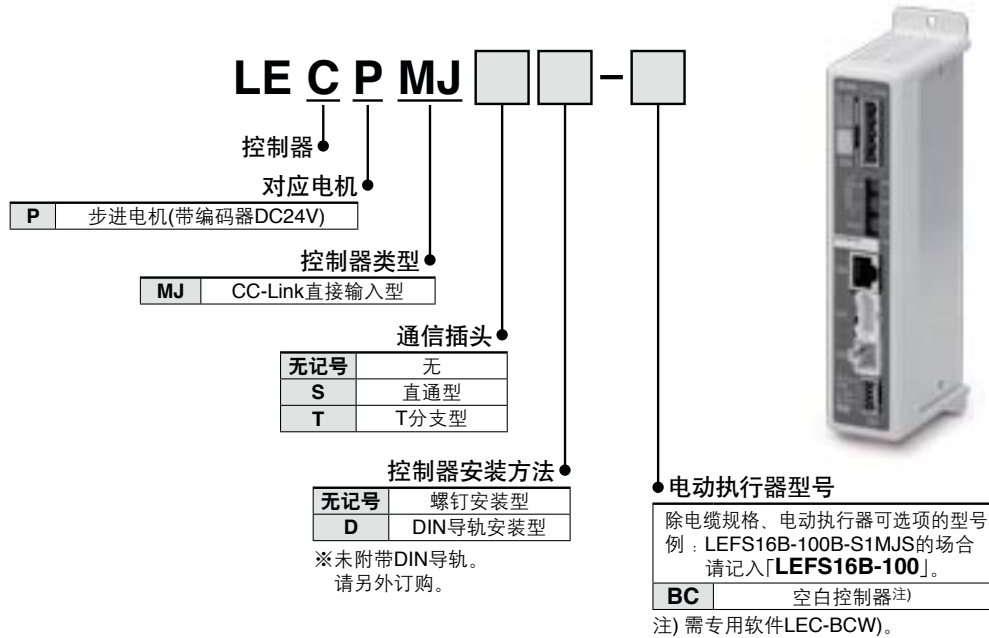 LE C P MJ □ □ - □
控制器
对应电机
P 步进电机(带编码器DC24V)
控制器类型
MJ CC-Link直接输入型
通信插头
无记号 无
S 直通型
T T分支型
控制器安装方法
无记号 螺钉安装型
D DIN导轨安装型
※未附带DIN导轨。
请另外订购。
电动执行器型号
除电缆规格、电动执行器可选项的型号
例：LEFS16B-100B-S1MJS的场合
请记入「LEFS16B-100」。
BC 空白控制器注)
注) 需专用软件LEC-BCW)。